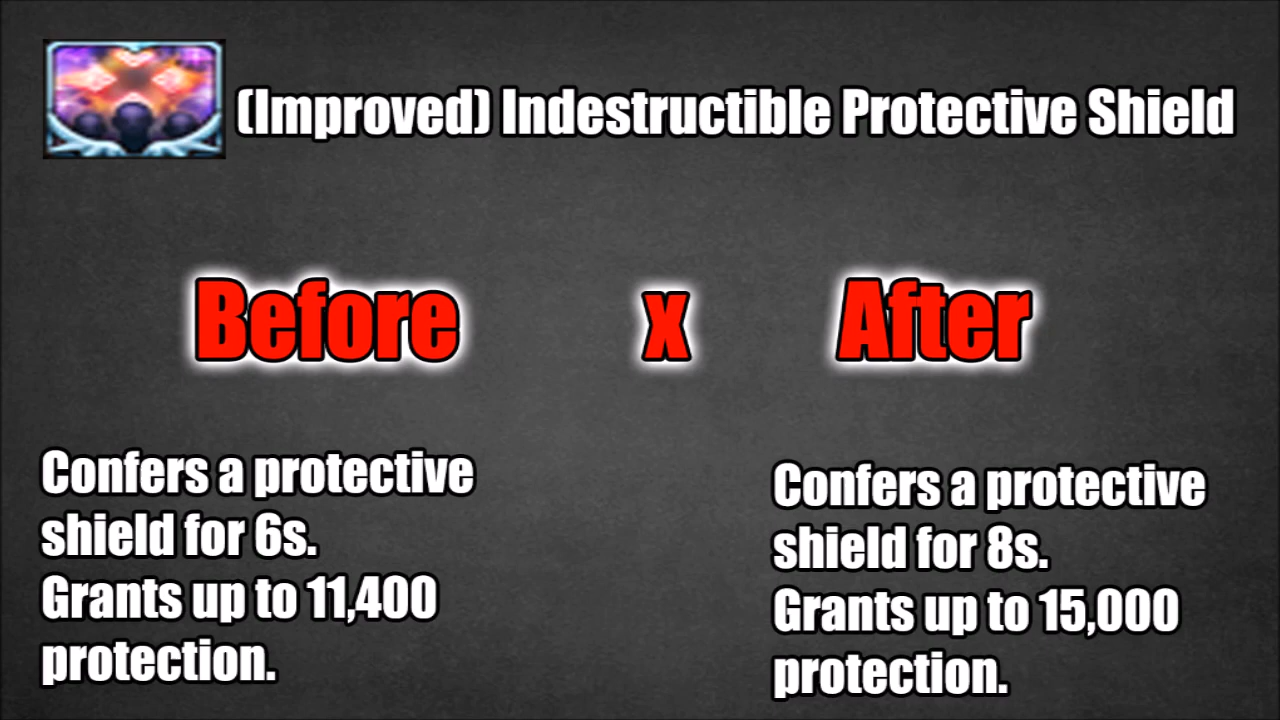 (Improved) Indestructible Protective Shield
Before x After
Confers a protective
shield for 6s.
Grants up to 11,400
protection.
Confers a protective
shield for 8s.
Grants up to 15,000
protection.